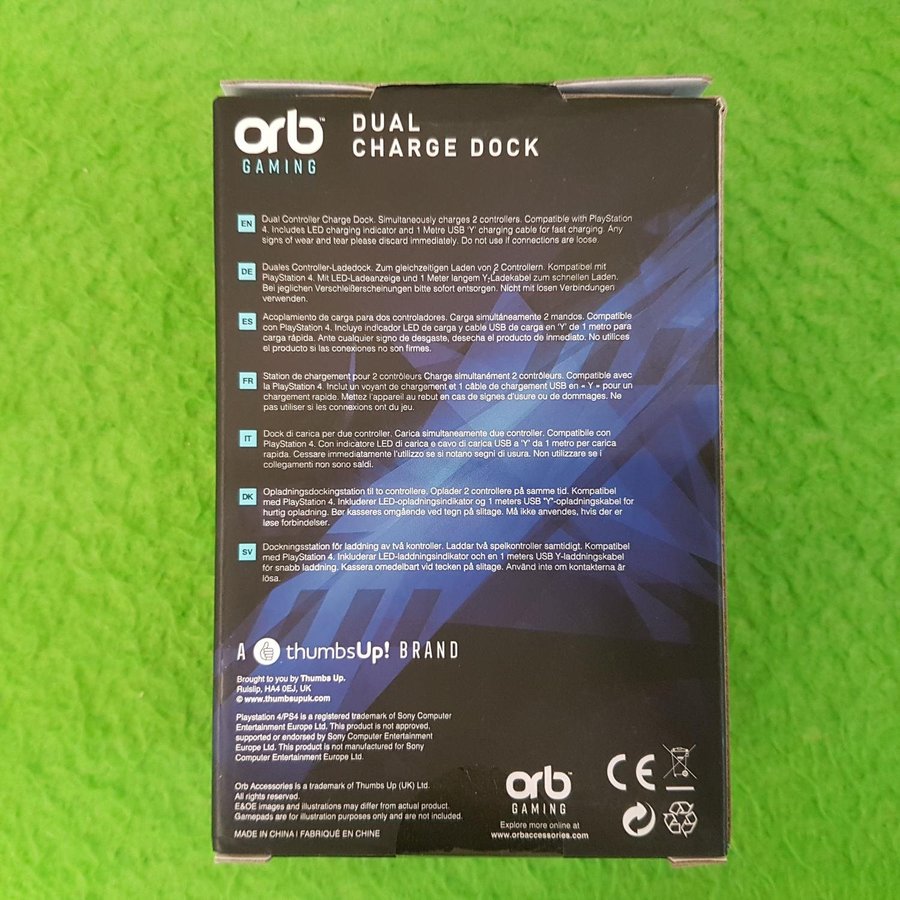 orb™ DUAL
GAMING CHARGE DOCK
EN Dual Controller Charge Dock. Simultaneously charges 2 controllers. Compatible with PlayStation
4. Includes LED charging indicator and 1 Metre USB 'Y' charging cable for fast charging. Any
signs of wear and tear please discard immediately. Do not use if connections are loose.
DE Duales Controller-Ladedock. Zum gleichzeitigen Laden von 2 Controllern. Kompatibel mit
PlayStation 4. Mit LED-Ladeanzeige und 1 Meter langem Y-Ladekabel zum schnellen Laden.
Bei jeglichen Verschleißerscheinungen bitte sofort entsorgen. Nicht mit losen Verbindungen
verwenden.
ES Acoplamiento de carga para dos controladores. Carga simultáneamente 2 mandos. Compatible
con PlayStation 4. Incluye indicador LED de carga y cable USB de carga en 'Y' de 1 metro para
carga rápida. Ante cualquier signo de desgaste, desecha el producto de inmediato. No utilices
el producto si las conexiones no son firmes.
FR Station de chargement pour 2 contrôleurs Charge simultanément 2 contrôleurs. Compatible avec
la PlayStation 4. Inclut un voyant de chargement et 1 câble de chargement USB en « Y » pour un
chargement rapide. Mettez l'appareil au rebut en cas de signes d'usure ou de dommages. Ne
pas utiliser si les connexions ont du jeu.
IT Dock di carica per due controller. Carica simultaneamente due controller. Compatibile con
PlayStation 4. Con indicatore LED di carica e cavo di carica USB a 'Y' da 1 metro per carica
rapida. Cessare immediatamente l'utilizzo se si notano segni di usura. Non utilizzare se i
collegamenti non sono saldi.
DK Opladningsdockingstation til to controllere. Oplader 2 controllere på samme tid. Kompatibel
med PlayStation 4. Inkluderer LED-opladningsindikator og 1 meters USB 'Y'-opladningskabel for
hurtig opladning. Bør kasseres omgående ved tegn på slitage. Må ikke anvendes, hvis der er
løse forbindelser.
SV Dockningsstation för laddning av två kontroller. Laddar två spelkontroller samtidigt. Kompatibel
med PlayStation 4. Inkluderar LED-laddningsindikator och en 1 meters USB Y-laddningskabel
för snabb laddning. Kassera omedelbart vid tecken på slitage. Använd inte om kontakterna är
lösa.
A thumbsUp! BRAND
Brought to you by Thumbs Up.
Ruislip, HA4 0EJ, UK
© www.thumbsupuk.com
Playstation 4/PS4 is a registered trademark of Sony Computer
Entertainment Europe Ltd. This product is not approved,
supported or endorsed by Sony Computer Entertainment
Europe Ltd. This product is not manufactured for Sony
Computer Entertainment Europe Ltd.
Orb Accessories is a trademark of Thumbs Up (UK) Ltd.
All rights reserved.
E&OE images and illustrations may differ from actual product.
Gamepads are for illustration purposes only and are not included.
MADE IN CHINA I FABRIQUÉ EN CHINE
orb™
GAMING
Explore more online at
www.orbaccessories.com
CE